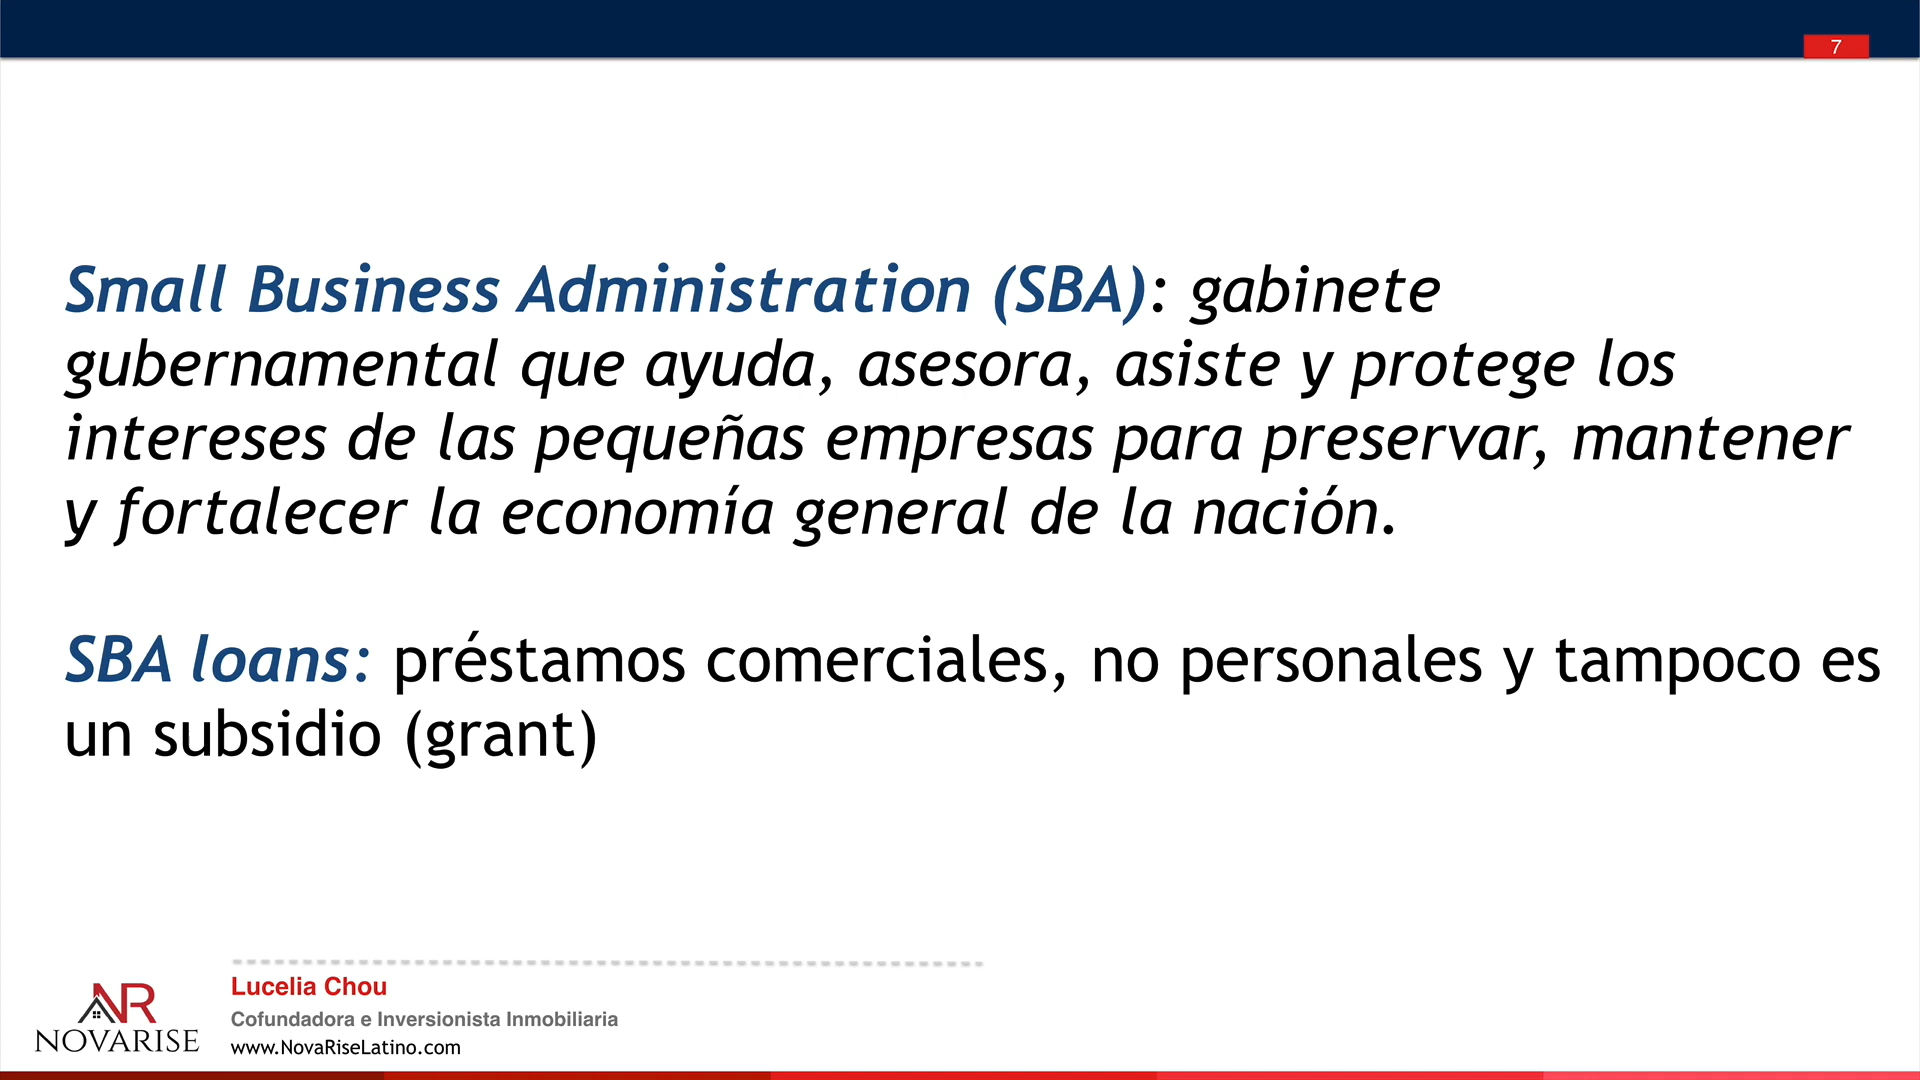 7
Small Business Administration (SBA): gabinete
gubernamental que ayuda, asesora, asiste y protege los
intereses de las pequeñas empresas para preservar, mantener
y fortalecer la economía general de la nación.
SBA loans: préstamos comerciales, no personales y tampoco es
un subsidio (grant)
NR
NOVARISE
Lucelia Chou
Cofundadora e Inversionista Inmobiliaria
www.NovaRiseLatino.com